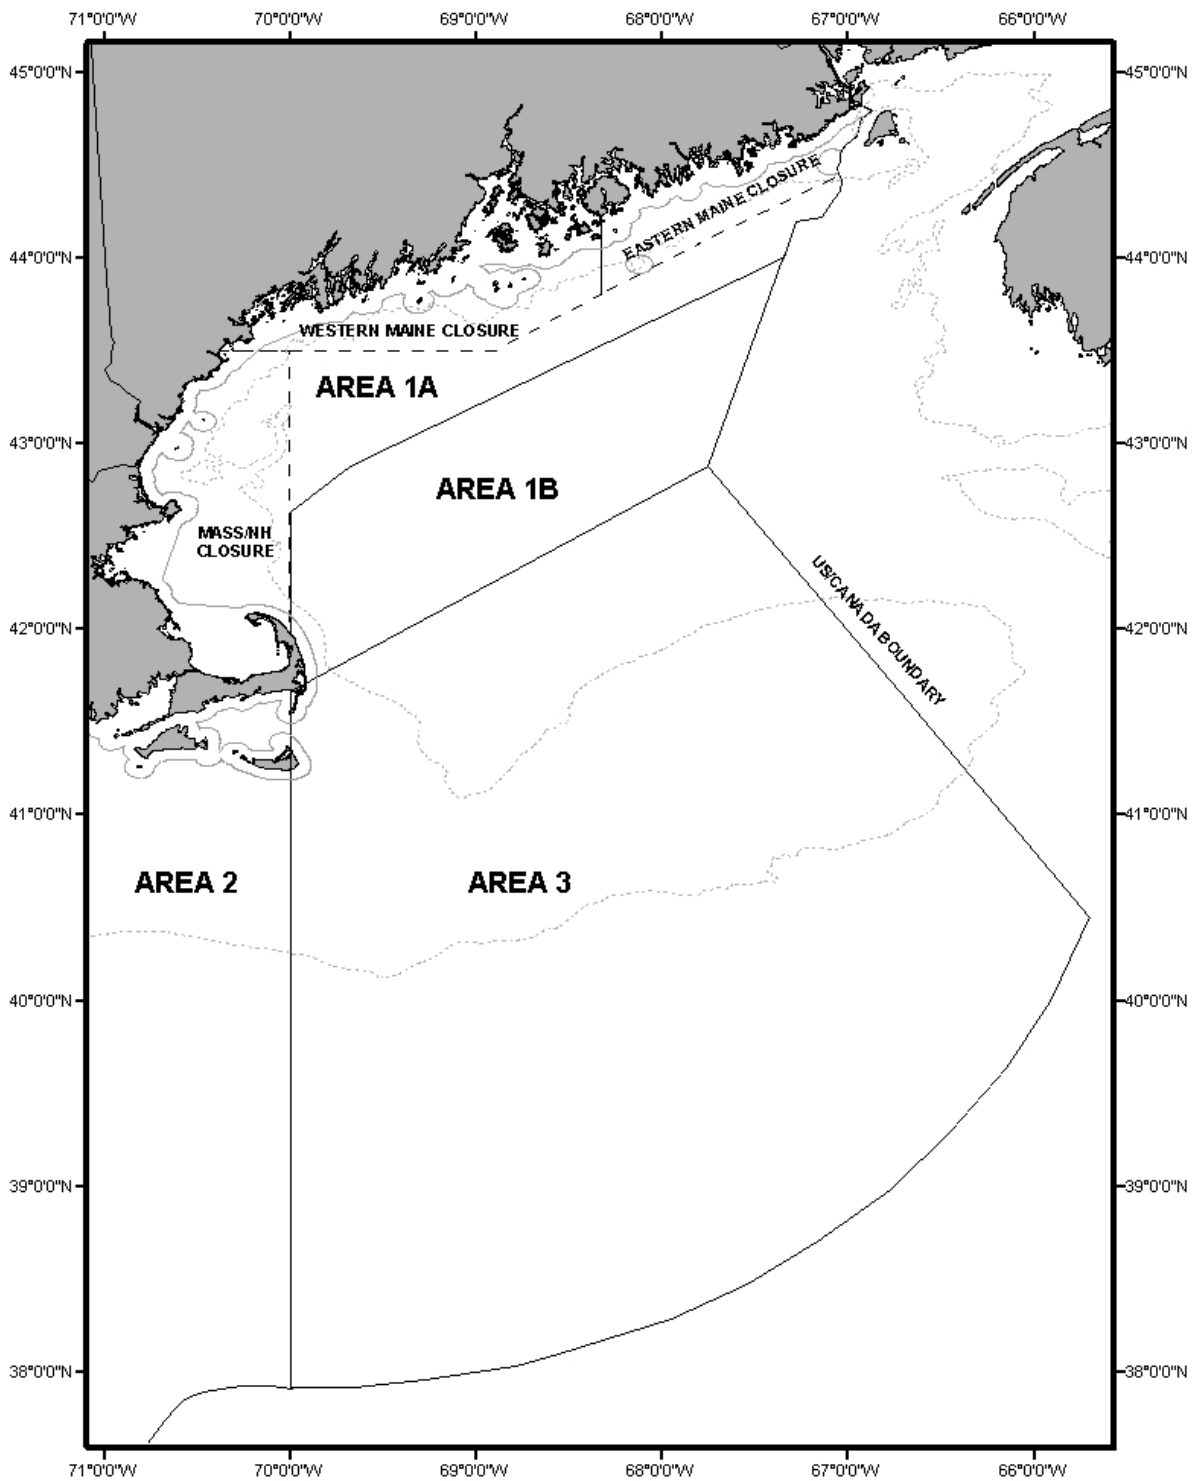 71°0'0"W 70°0'0"W 69°0'0"W 68°0'0"W 67°0'0"W 66°0'0"W
45°0'0"N 45°0'0"N
EASTERN MAINE CLOSURE
44°0'0"N 44°0'0"N
WESTERN MAINE CLOSURE
AREA 1A
43°0'0"N 43°0'0"N
AREA 1B
MASS/NH
CLOSURE
US/CANADA BOUNDARY
42°0'0"N 42°0'0"N
41°0'0"N 41°0'0"N
AREA 2 AREA 3
40°0'0"N 40°0'0"N
39°0'0"N 39°0'0"N
38°0'0"N 38°0'0"N
71°0'0"W 70°0'0"W 69°0'0"W 68°0'0"W 67°0'0"W 66°0'0"W